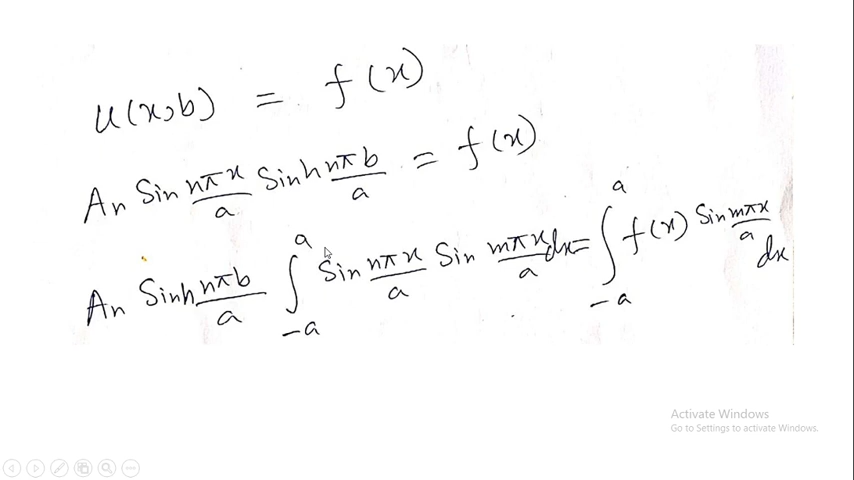 u(x,b) = f(x)
An Sin nπx/a Sinh nπb/a = f(x)
An Sinh nπb/a ∫_{-a}^{a} Sin nπx/a Sin mπx/a dx = ∫_{-a}^{a} f(x) Sin mπx/a dx
Activate Windows
Go to Settings to activate Windows.